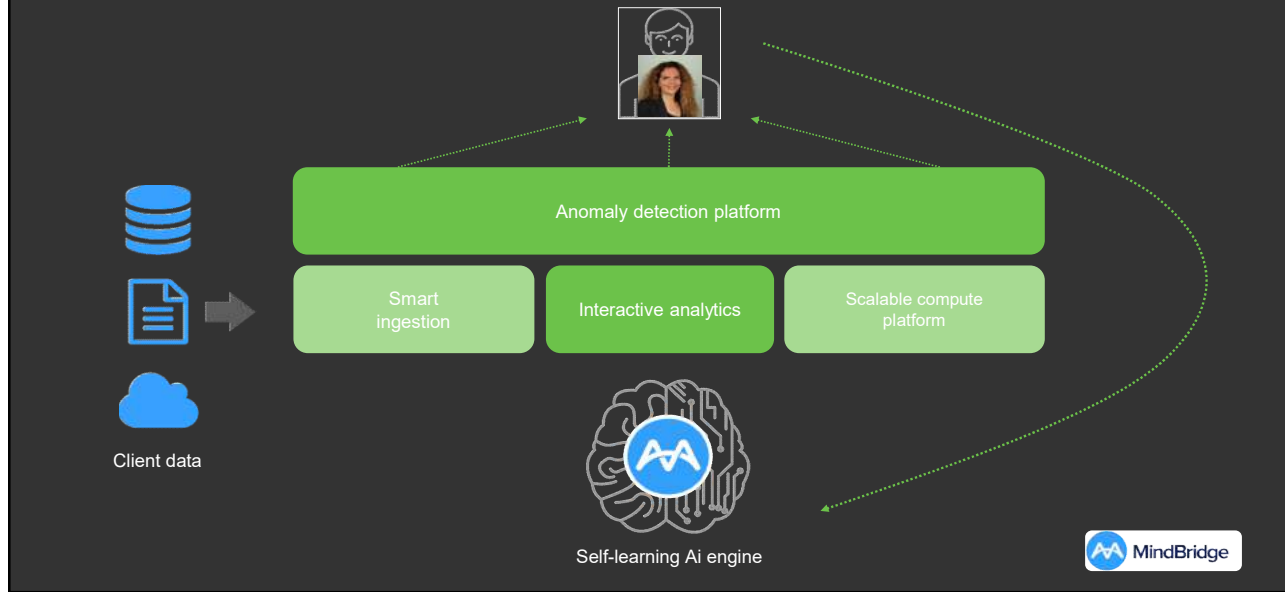 Anomaly detection platform
Smart
ingestion
Interactive analytics
Scalable compute
platform
Client data
Self-learning Ai engine
MindBridge